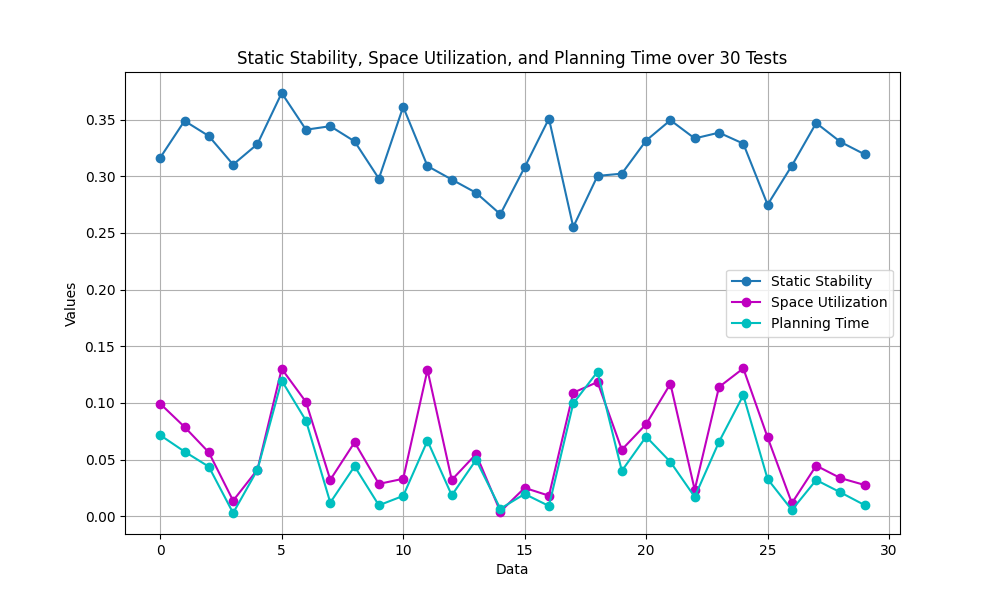 Static Stability, Space Utilization, and Planning Time over 30 Tests
Values
0.35
0.30
0.25
0.20
0.15
0.10
0.05
0.00
Static Stability
Space Utilization
Planning Time
0 5 10 15 20 25 30
Data